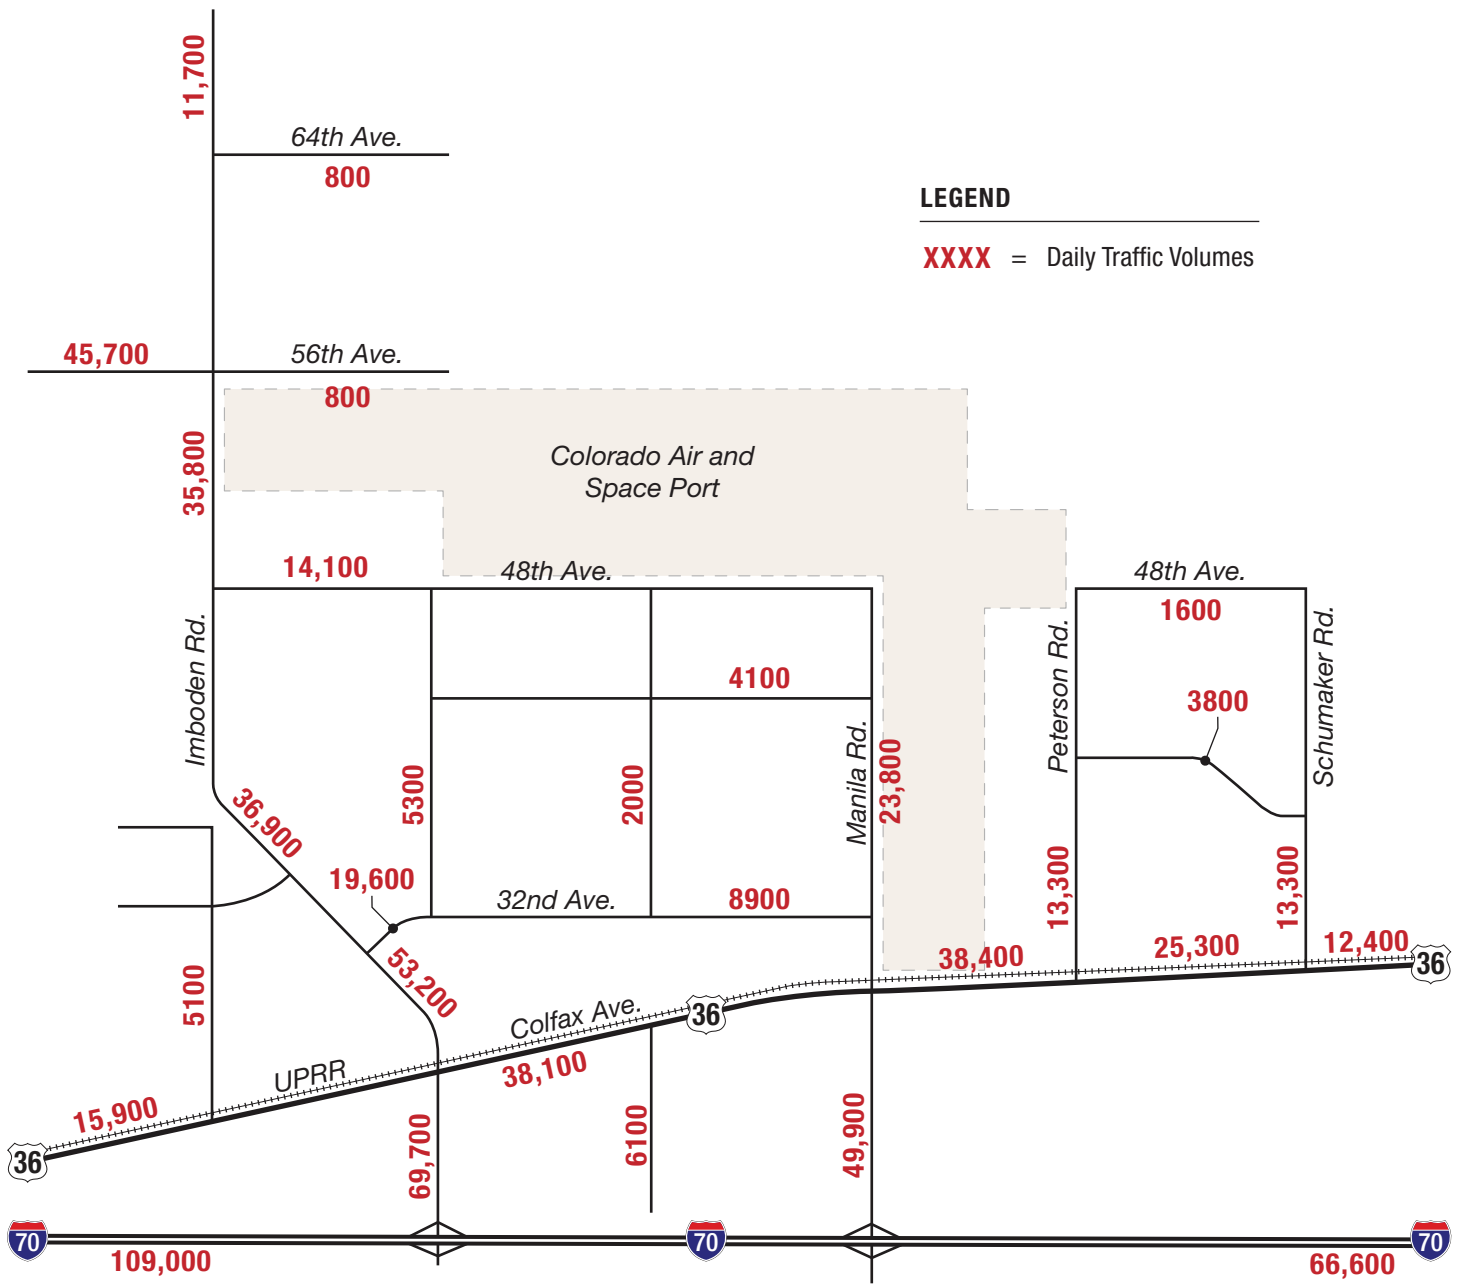 11,700
64th Ave.
800
LEGEND
XXXX = Daily Traffic Volumes
45,700
56th Ave.
800
35,800
Colorado Air and
Space Port
14,100
48th Ave.
48th Ave.
1600
Imboden Rd.
Peterson Rd.
Schumaker Rd.
4100
3800
Manila Rd.
23,800
5300
2000
36,900
19,600
32nd Ave.
8900
13,300
13,300
53,200
38,400
25,300
12,400
36
5100
Colfax Ave.
36
UPRR
38,100
15,900
36
69,700
6100
49,900
70
70
70
109,000
66,600